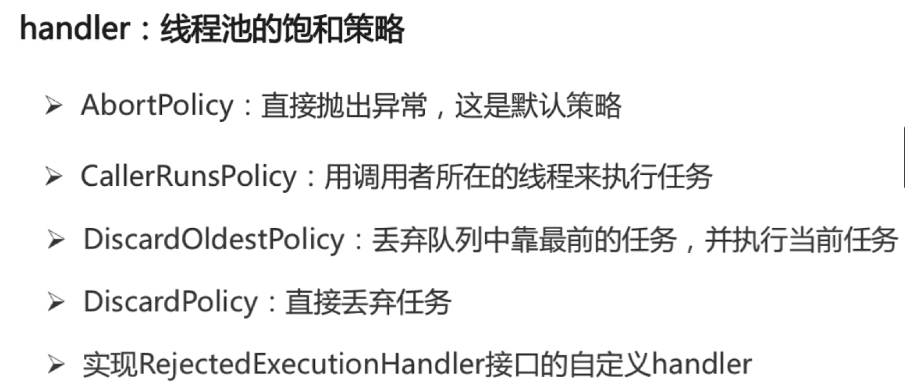 handler：线程池的饱和策略
➢ AbortPolicy：直接抛出异常，这是默认策略
➢ CallerRunsPolicy：用调用者所在的线程来执行任务
➢ DiscardOldestPolicy：丢弃队列中靠最前的任务，并执行当前任务
➢ DiscardPolicy：直接丢弃任务
➢ 实现RejectedExecutionHandler接口的自定义handler